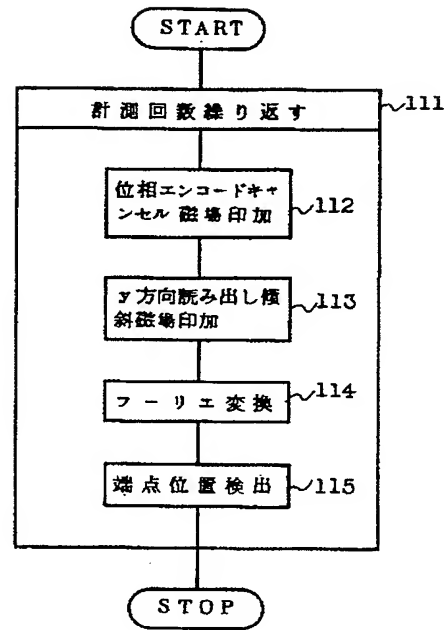 START
計測回数繰り返す
111
位相エンコードキャ
ンセル 磁場印加
112
y方向読み出し傾
斜磁場印加
113
フーリエ変換
114
端点位置検出
115
STOP